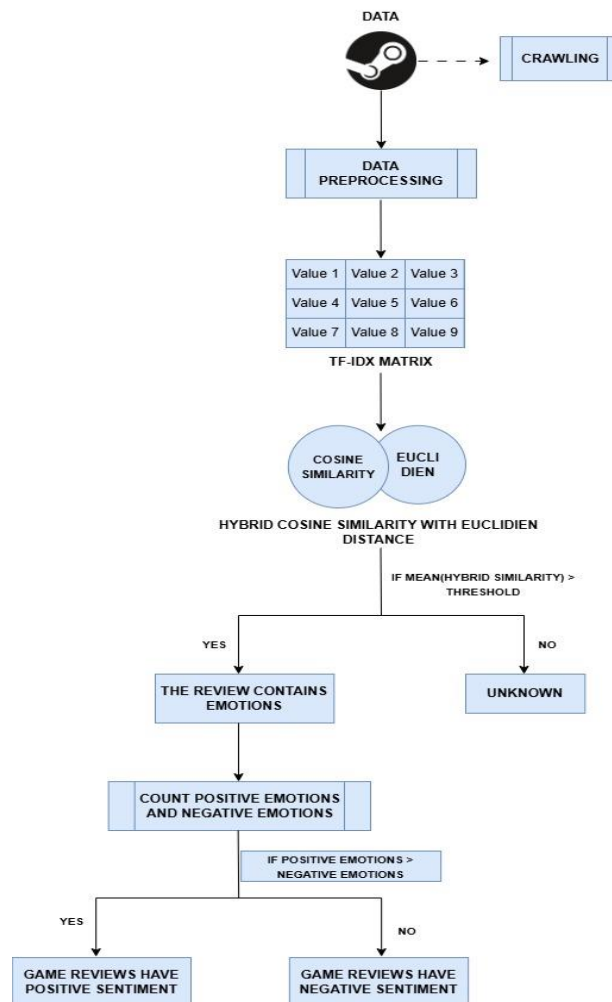 DATA
CRAWLING
DATA
PREPROCESSING
Value 1 Value 2 Value 3
Value 4 Value 5 Value 6
Value 7 Value 8 Value 9
TF-IDX MATRIX
COSINE
SIMILARITY
EUCLI
DIEN
HYBRID COSINE SIMILARITY WITH EUCLIDIEN
DISTANCE
IF MEAN(HYBRID SIMILARITY) >
THRESHOLD
YES
NO
THE REVIEW CONTAINS
EMOTIONS
UNKNOWN
COUNT POSITIVE EMOTIONS
AND NEGATIVE EMOTIONS
IF POSITIVE EMOTIONS >
NEGATIVE EMOTIONS
YES
NO
GAME REVIEWS HAVE
POSITIVE SENTIMENT
GAME REVIEWS HAVE
NEGATIVE SENTIMENT